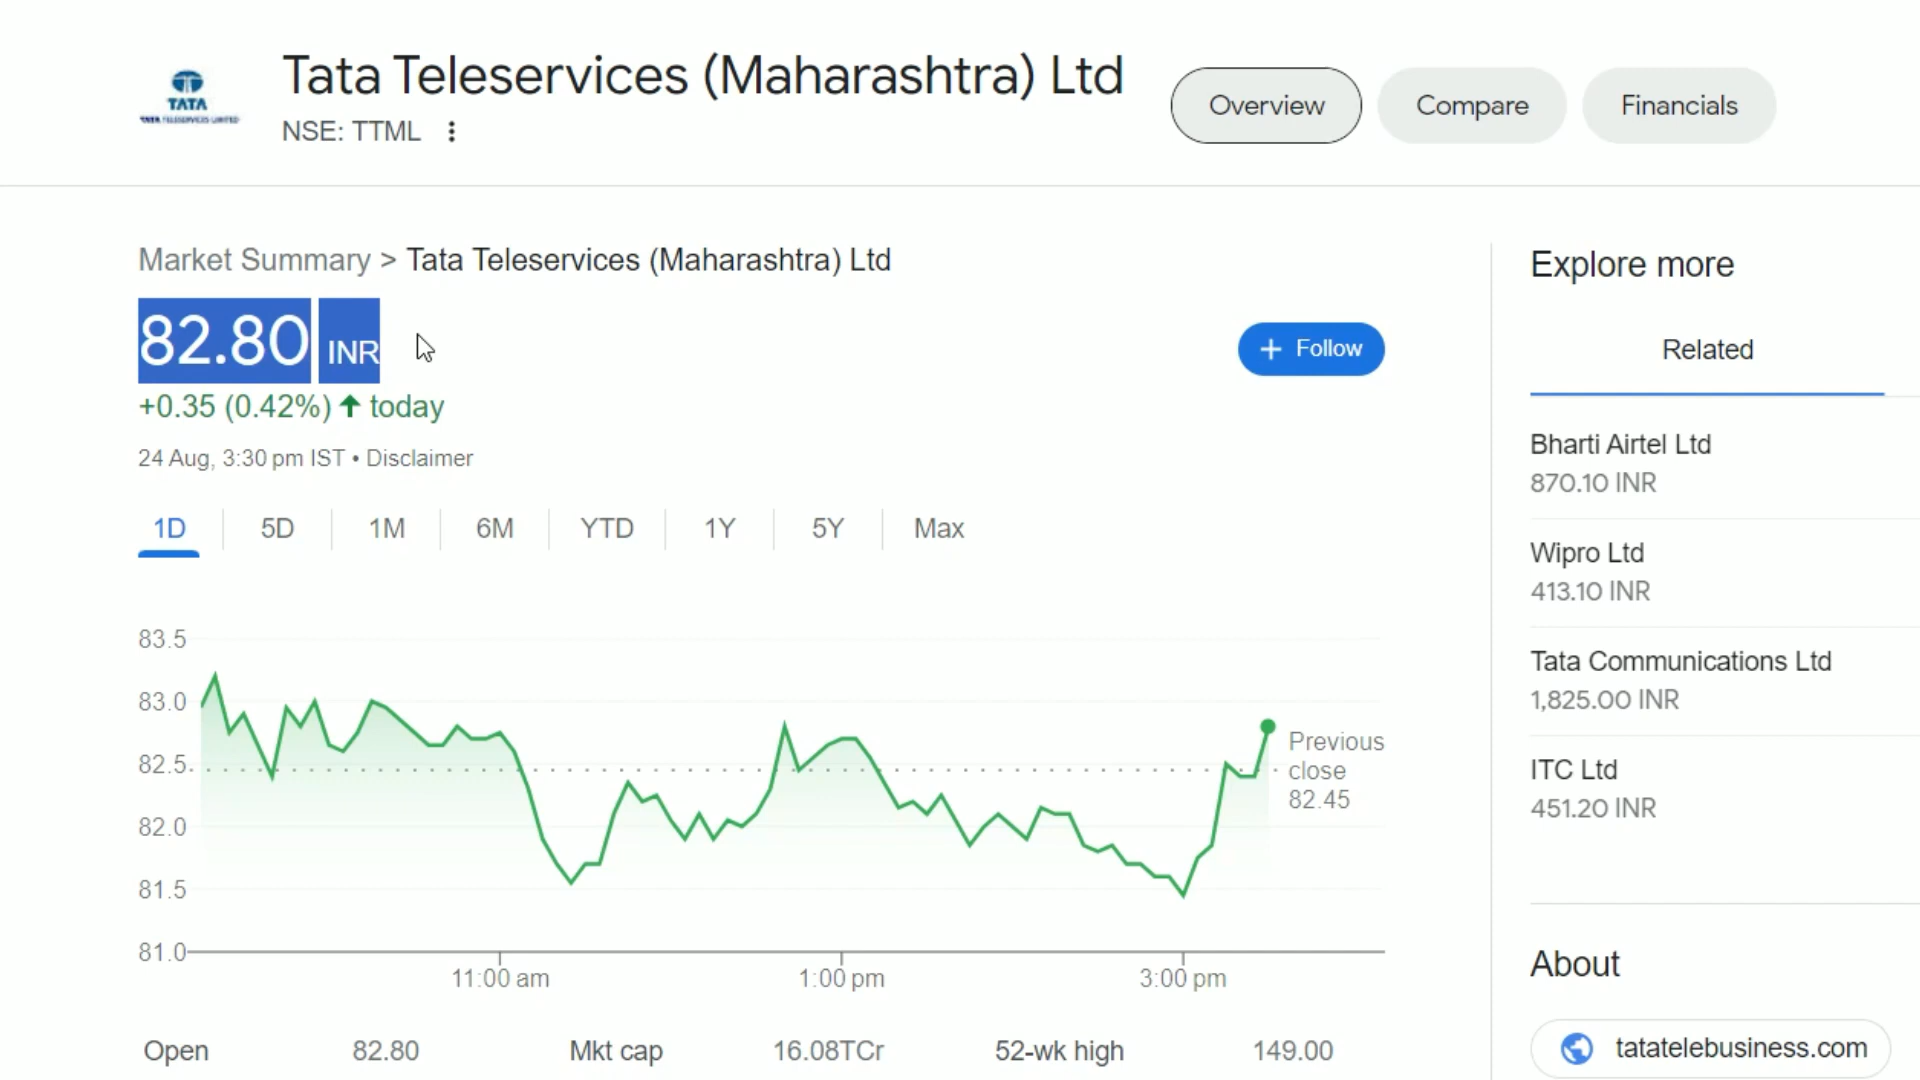 Tata Teleservices (Maharashtra) Ltd
NSE: TTML
TATA
TATA TELESERVICES LIMITED
Overview
Compare
Financials
Market Summary > Tata Teleservices (Maharashtra) Ltd
82.80 INR
+ Follow
+0.35 (0.42%) ↑ today
24 Aug, 3:30 pm IST • Disclaimer
1D 5D 1M 6M YTD 1Y 5Y Max
83.5
83.0
82.5
82.0
81.5
81.0
Previous
close
82.45
11:00 am 1:00 pm 3:00 pm
Open 82.80 Mkt cap 16.08TCr 52-wk high 149.00
Explore more
Related
Bharti Airtel Ltd
870.10 INR
Wipro Ltd
413.10 INR
Tata Communications Ltd
1,825.00 INR
ITC Ltd
451.20 INR
About
tatatelebusiness.com